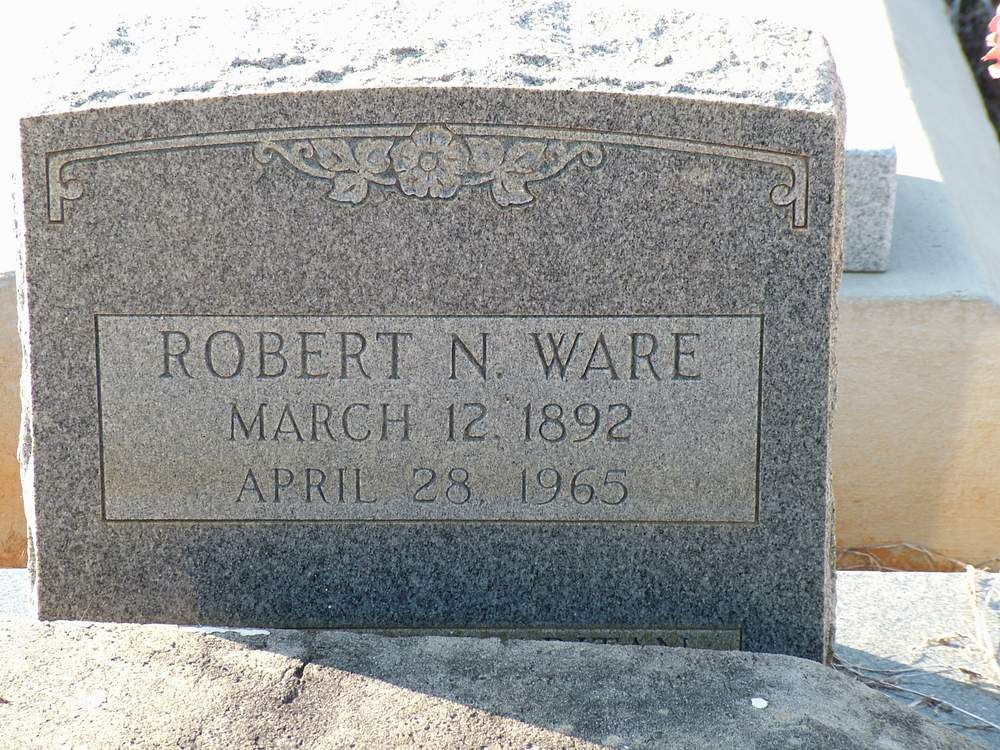 ROBERT N. WARE
MARCH 12, 1892
APRIL 28, 1965